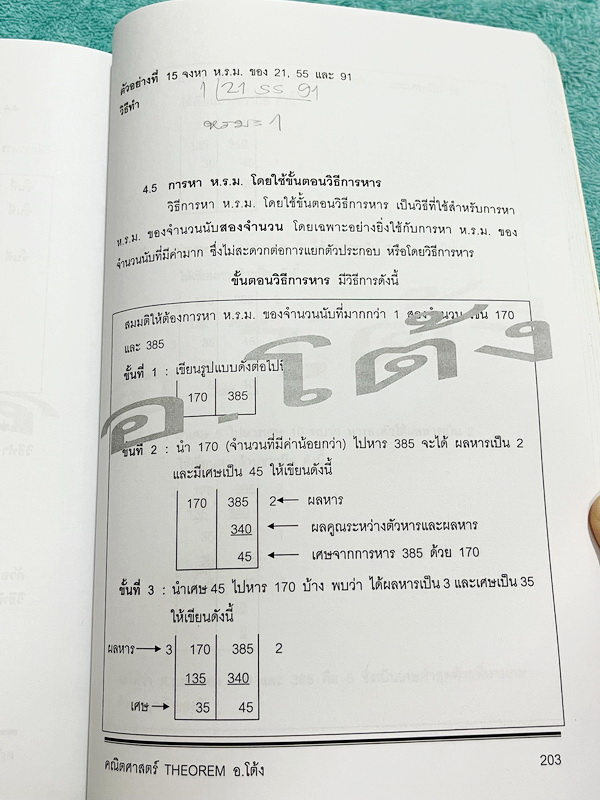 ตัวอย่างที่ 15 จงหา ห.ร.ม. ของ 21, 55 และ 91
วิธีทำ
1 21 55 91
หรม = 1
4.5 การหา ห.ร.ม. โดยใช้ขั้นตอนวิธีการหาร
วิธีการหา ห.ร.ม. โดยใช้ขั้นตอนวิธีการหาร เป็นวิธีที่ใช้สำหรับการหา
ห.ร.ม. ของจำนวนนับสองจำนวน โดยเฉพาะอย่างยิ่งใช้กับการหา ห.ร.ม. ของ
จำนวนนับที่มีค่ามาก ซึ่งไม่สะดวกต่อการแยกตัวประกอบ หรือโดยวิธีการหาร
ขั้นตอนวิธีการหาร มีวิธีการดังนี้
สมมติให้ต้องการหา ห.ร.ม. ของจำนวนนับที่มากกว่า 1 สองจำนวน เช่น 170
และ 385
ขั้นที่ 1 : เขียนรูปแบบดังต่อไปนี้
170 385
อ.โต้ง
ขั้นที่ 2 : นำ 170 (จำนวนที่มีค่าน้อยกว่า) ไปหาร 385 จะได้ ผลหารเป็น 2
และมีเศษเป็น 45 ให้เขียนดังนี้
170 385 2 ← ผลหาร
340 ← ผลคูณระหว่างตัวหารและผลหาร
45 ← เศษจากการหาร 385 ด้วย 170
ขั้นที่ 3 : นำเศษ 45 ไปหาร 170 บ้าง พบว่า ได้ผลหารเป็น 3 และเศษเป็น 35
ให้เขียนดังนี้
ผลหาร → 3 170 385 2
135 340
เศษ → 35 45
คณิตศาสตร์ THEOREM อ.โต้ง 203